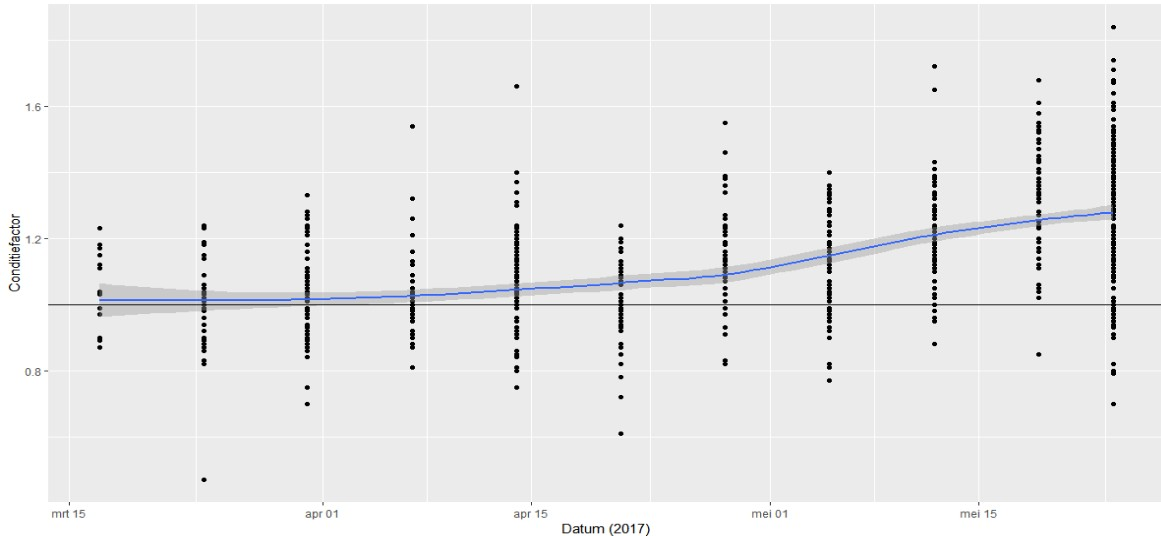 1.6
1.2
0.8
Conditiefactor
mrt 15
apr 01
apr 15
mei 01
mei 15
Datum (2017)